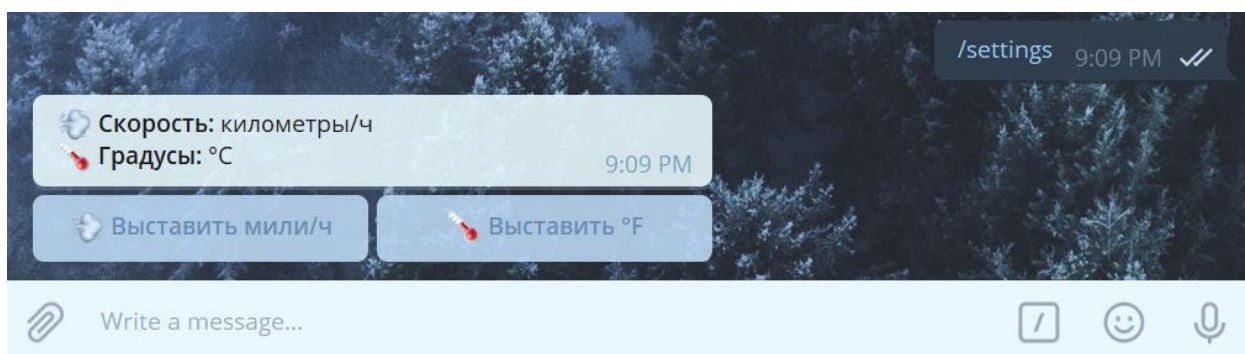 /settings 9:09 PM
Скорость: километры/ч
Градусы: °C
9:09 PM
Выставить мили/ч
Выставить °F
Write a message...